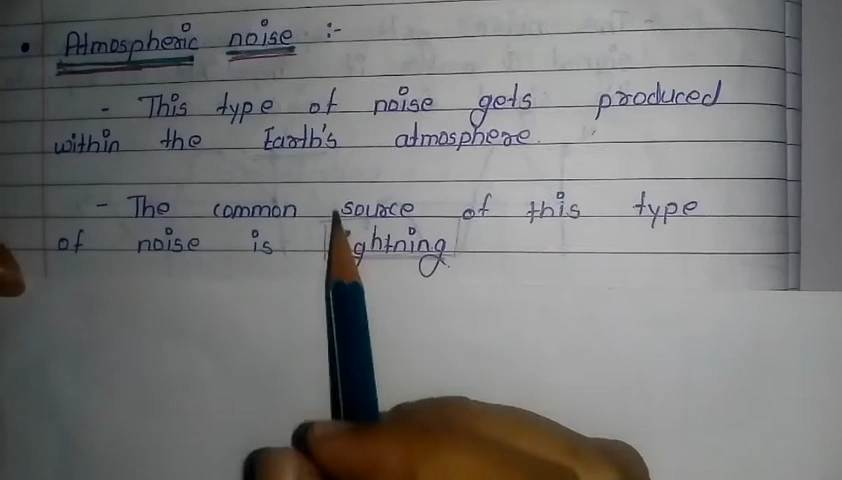 • Atmospheric noise :-
- This type of noise gets produced
within the Earth's atmosphere.
- The common source of this type
of noise is lightning.